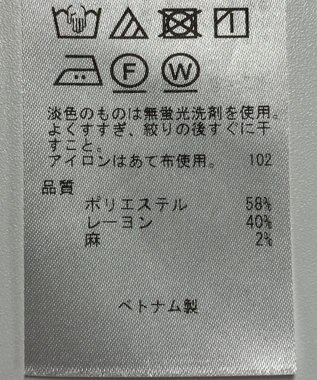 F W
淡色のものは無蛍光洗剤を使用。
よくすすぎ、絞りの後すぐに干
すこと。
アイロンはあて布使用。 102
品質
ポリエステル 58%
レーヨン 40%
麻 2%
ベトナム製